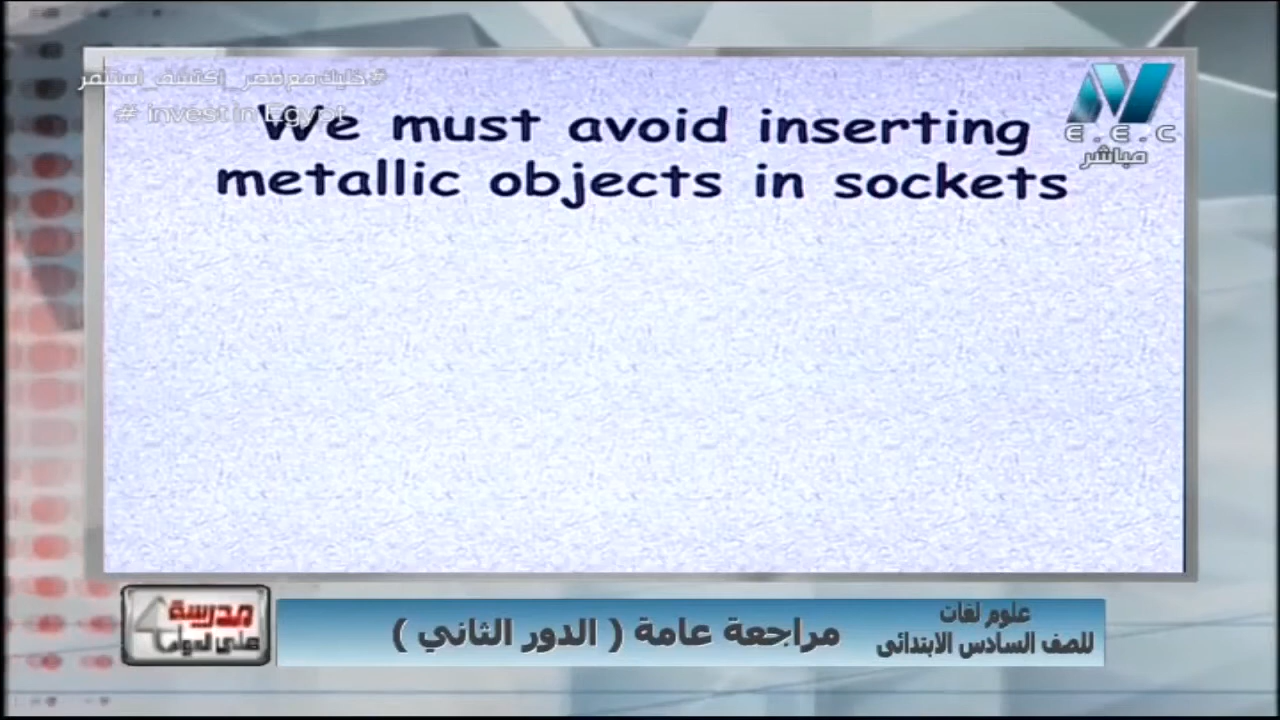 #خليك_مع_مصر_إكتشف_إستثمر
# invest in Egypt
We must avoid inserting
metallic objects in sockets
E.E.C
مباشر
علوم لغات
للصف السادس الابتدائى
مراجعة عامة ( الدور الثاني )
مدرسة
على الهواء